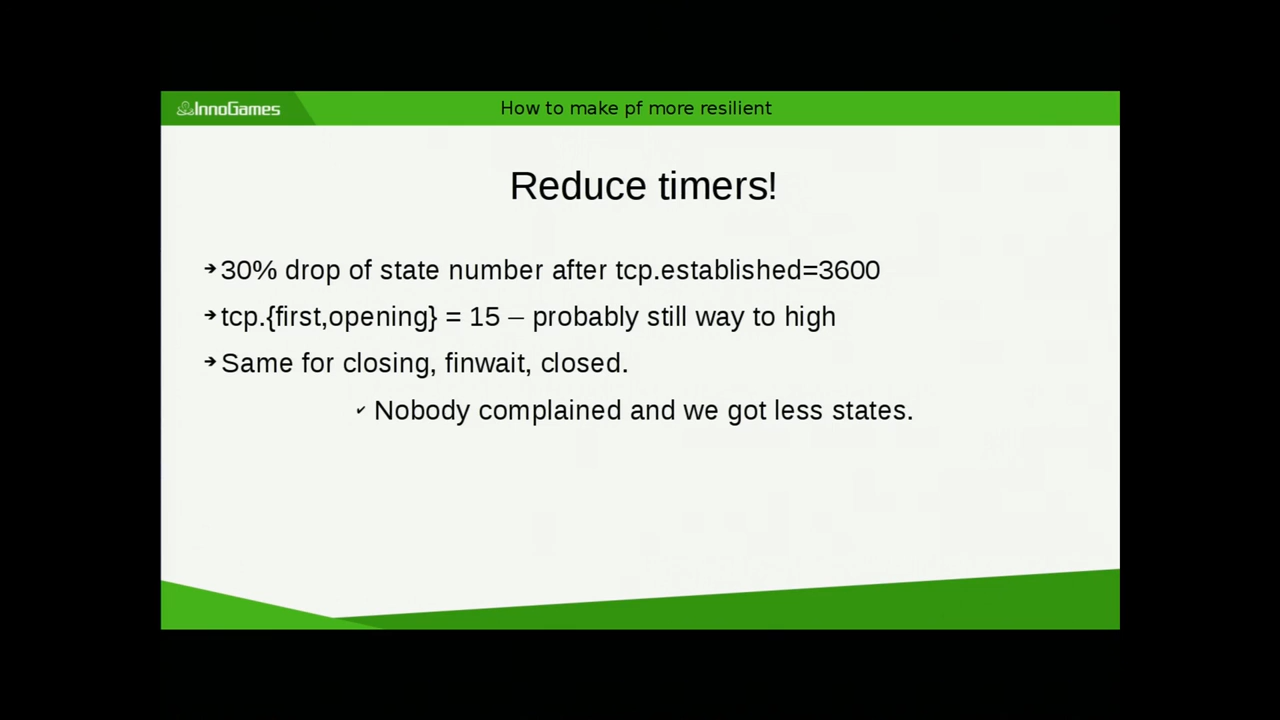 InnoGames
How to make pf more resilient
Reduce timers!
➔30% drop of state number after tcp.established=3600
➔tcp.{first,opening} = 15 – probably still way to high
➔Same for closing, finwait, closed.
✔ Nobody complained and we got less states.